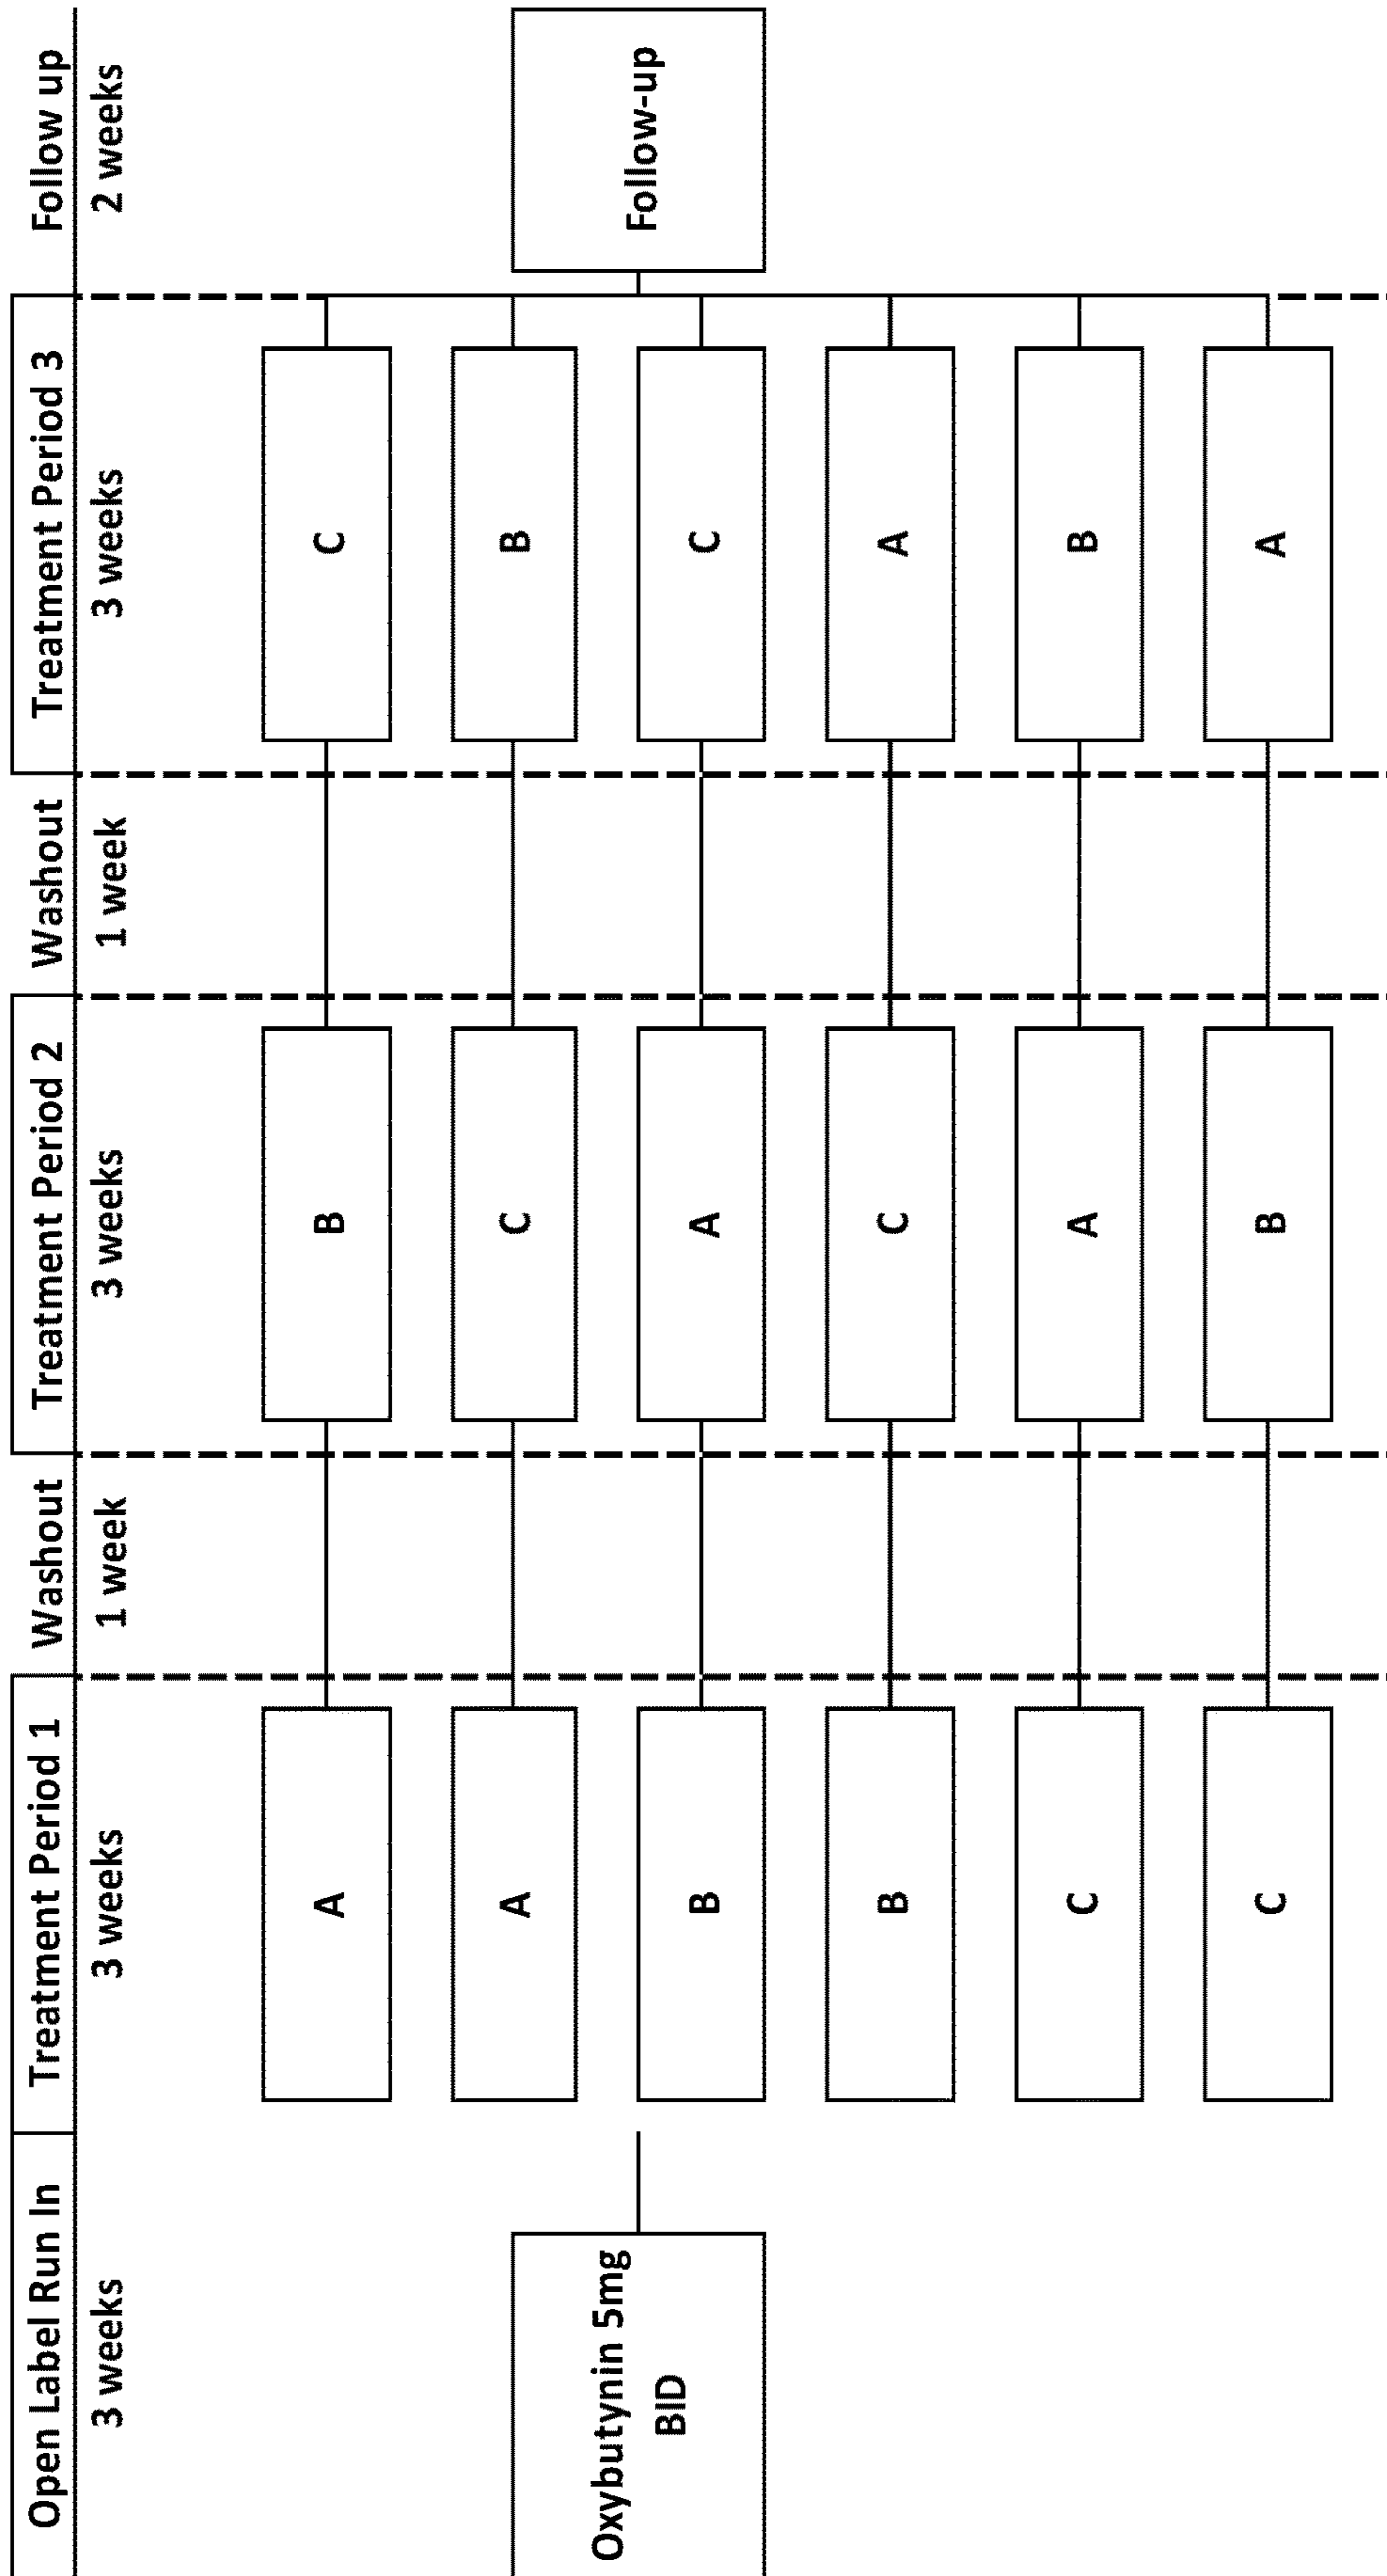 Open Label Run In
Treatment Period 1
Washout
Treatment Period 2
Washout
Treatment Period 3
Follow up
3 weeks
3 weeks
1 week
3 weeks
1 week
3 weeks
2 weeks
A
B
C
A
C
B
Oxybutynin 5mg
BID
B
A
C
Follow-up
B
C
A
C
A
B
C
B
A